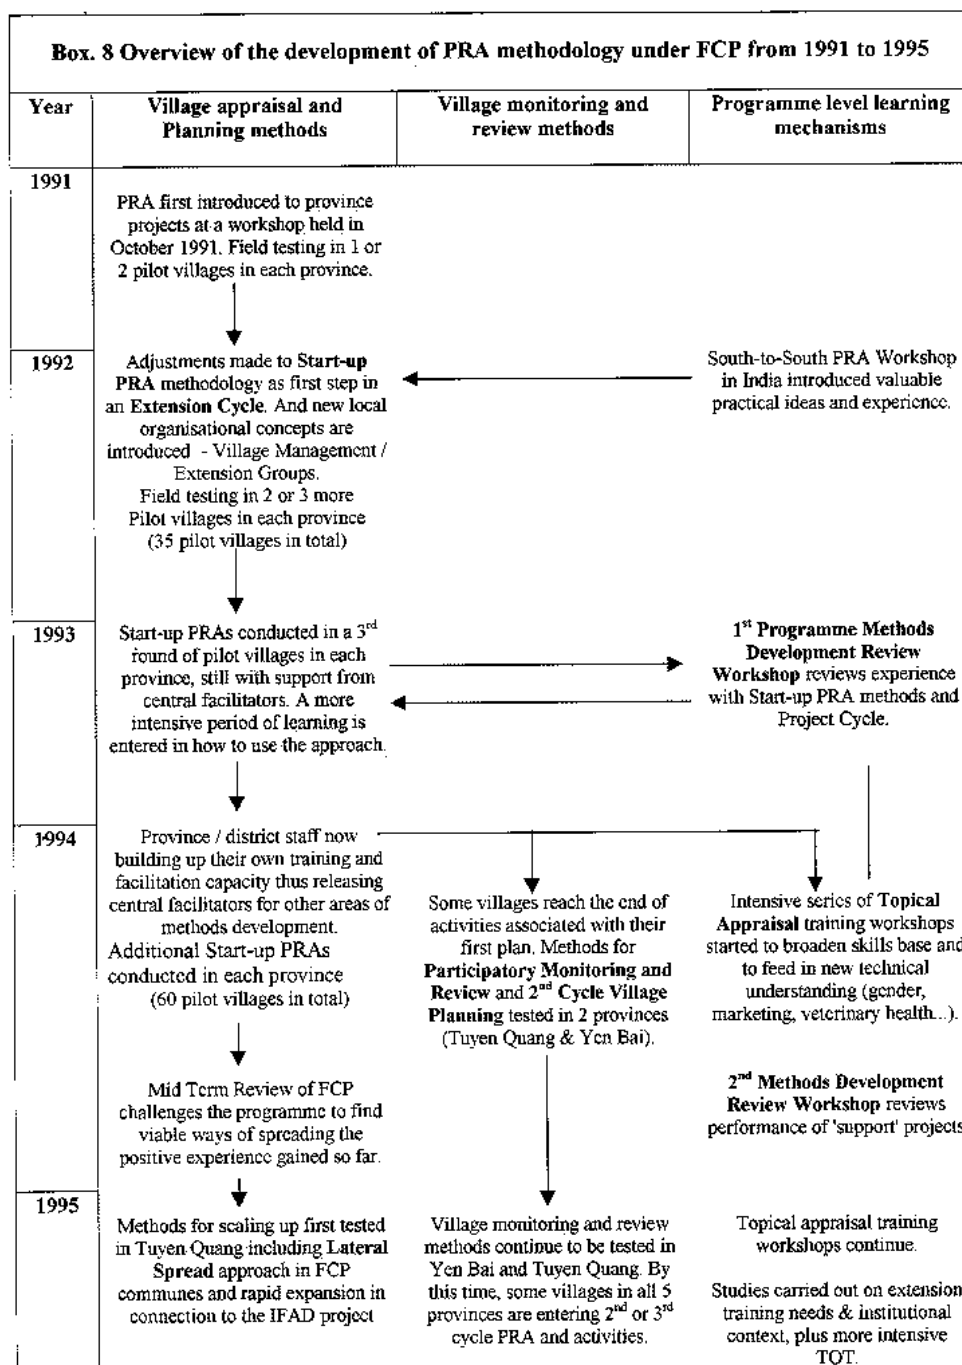 Box. 8 Overview of the development of PRA methodology under FCP from 1991 to 1995
Year
Village appraisal and
Planning methods
Village monitoring and
review methods
Programme level learning
mechanisms
1991
PRA first introduced to province
projects at a workshop held in
October 1991. Field testing in 1 or
2 pilot villages in each province.
1992
Adjustments made to Start-up
PRA methodology as first step in
an Extension Cycle. And new local
organisational concepts are
introduced - Village Management /
Extension Groups.
Field testing in 2 or 3 more
Pilot villages in each province
(35 pilot villages in total)
South-to-South PRA Workshop
in India introduced valuable
practical ideas and experience.
1993
Start-up PRAs conducted in a 3rd
round of pilot villages in each
province, still with support from
central facilitators. A more
intensive period of learning is
entered in how to use the approach.
1st Programme Methods
Development Review
Workshop reviews experience
with Start-up PRA methods and
Project Cycle.
1994
Province / district staff now
building up their own training and
facilitation capacity thus releasing
central facilitators for other areas of
methods development.
Additional Start-up PRAs
conducted in each province
(60 pilot villages in total)
Mid Term Review of FCP
challenges the programme to find
viable ways of spreading the
positive experience gained so far.
Some villages reach the end of
activities associated with their
first plan. Methods for
Participatory Monitoring and
Review and 2nd Cycle Village
Planning tested in 2 provinces
(Tuyen Quang & Yen Bai).
Intensive series of Topical
Appraisal training workshops
started to broaden skills base and
to feed in new technical
understanding (gender,
marketing, veterinary health...).
2nd Methods Development
Review Workshop reviews
performance of 'support' projects
1995
Methods for scaling up first tested
in Tuyen Quang including Lateral
Spread approach in FCP
communes and rapid expansion in
connection to the IFAD project
Village monitoring and review
methods continue to be tested in
Yen Bai and Tuyen Quang. By
this time, some villages in all 5
provinces are entering 2nd or 3rd
cycle PRA and activities.
Topical appraisal training
workshops continue.
Studies carried out on extension
training needs & institutional
context, plus more intensive
TOT.